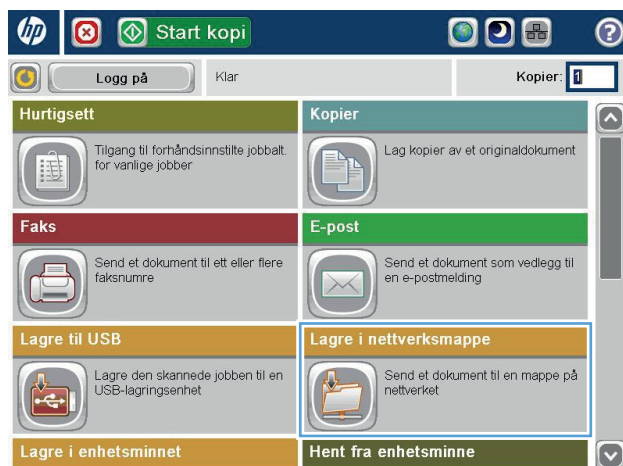 hp
Start kopi
?
Logg på
Klar
Kopier: 1
Hurtigsett
Tilgang til forhåndsinnstilte jobbalt.
for vanlige jobber
Kopier
Lag kopier av et originaldokument
Faks
Send et dokument til ett eller flere
faksnumre
E-post
Send et dokument som vedlegg til
en e-postmelding
Lagre til USB
Lagre den skannede jobben til en
USB-lagringsenhet
Lagre i nettverksmappe
Send et dokument til en mappe på
nettverket
Lagre i enhetsminnet
Hent fra enhetsminne